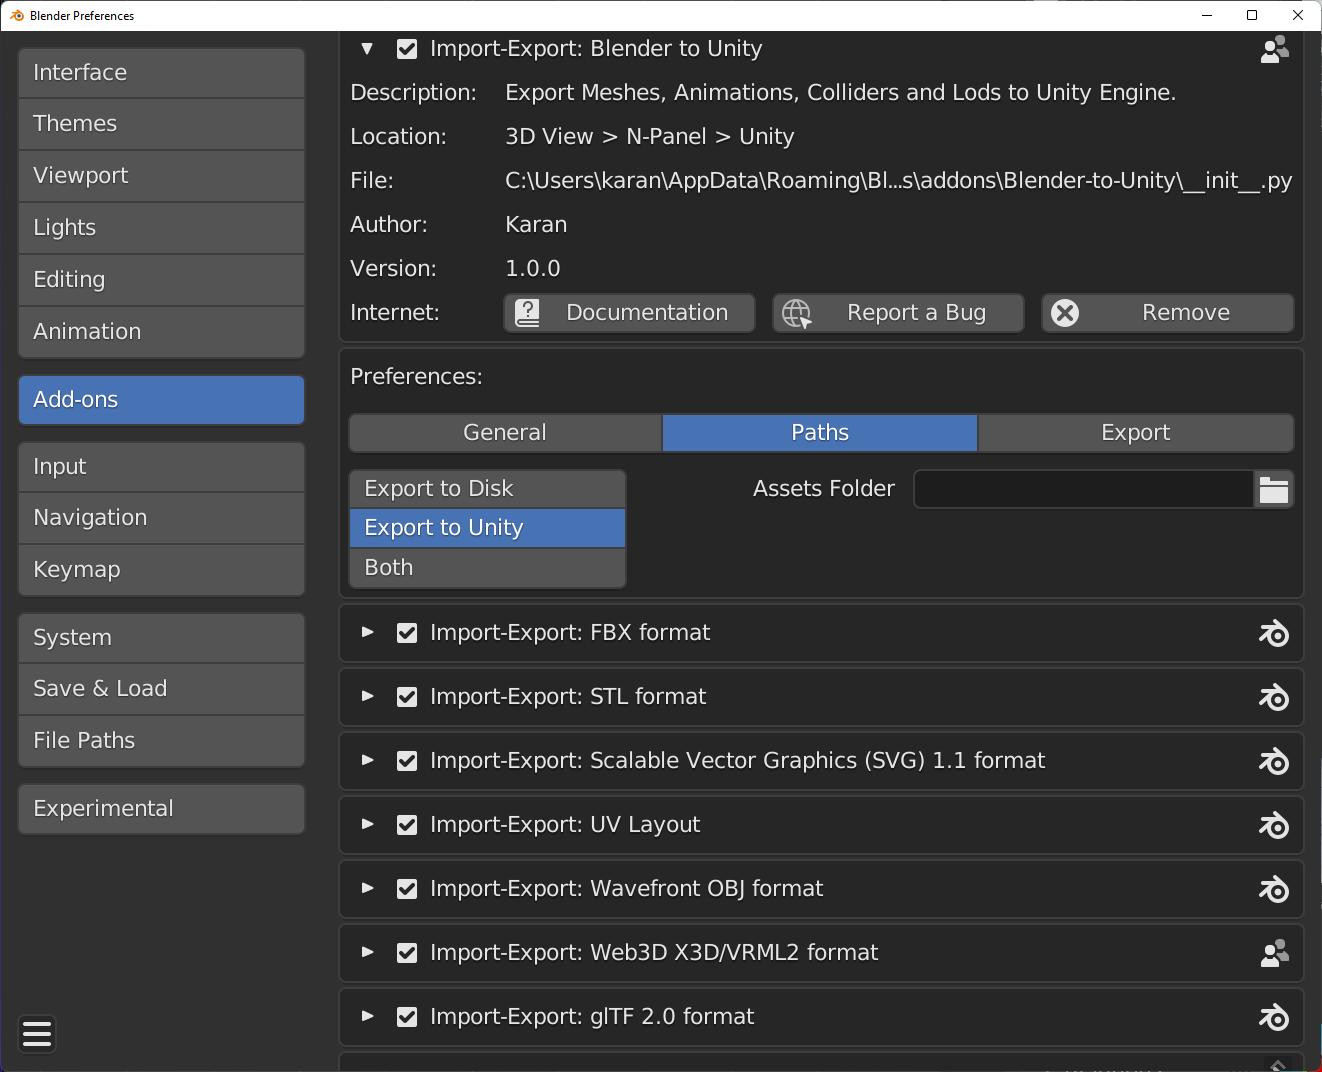 Blender Preferences
Interface
Themes
Viewport
Lights
Editing
Animation
Add-ons
Input
Navigation
Keymap
System
Save & Load
File Paths
Experimental
Import-Export: Blender to Unity
Description: Export Meshes, Animations, Colliders and Lods to Unity Engine.
Location: 3D View > N-Panel > Unity
File: C:\Users\karan\AppData\Roaming\Bl...s\addons\Blender-to-Unity\__init__.py
Author: Karan
Version: 1.0.0
Internet: Documentation Report a Bug Remove
Preferences:
General Paths Export
Export to Disk Assets Folder
Export to Unity
Both
Import-Export: FBX format
Import-Export: STL format
Import-Export: Scalable Vector Graphics (SVG) 1.1 format
Import-Export: UV Layout
Import-Export: Wavefront OBJ format
Import-Export: Web3D X3D/VRML2 format
Import-Export: glTF 2.0 format